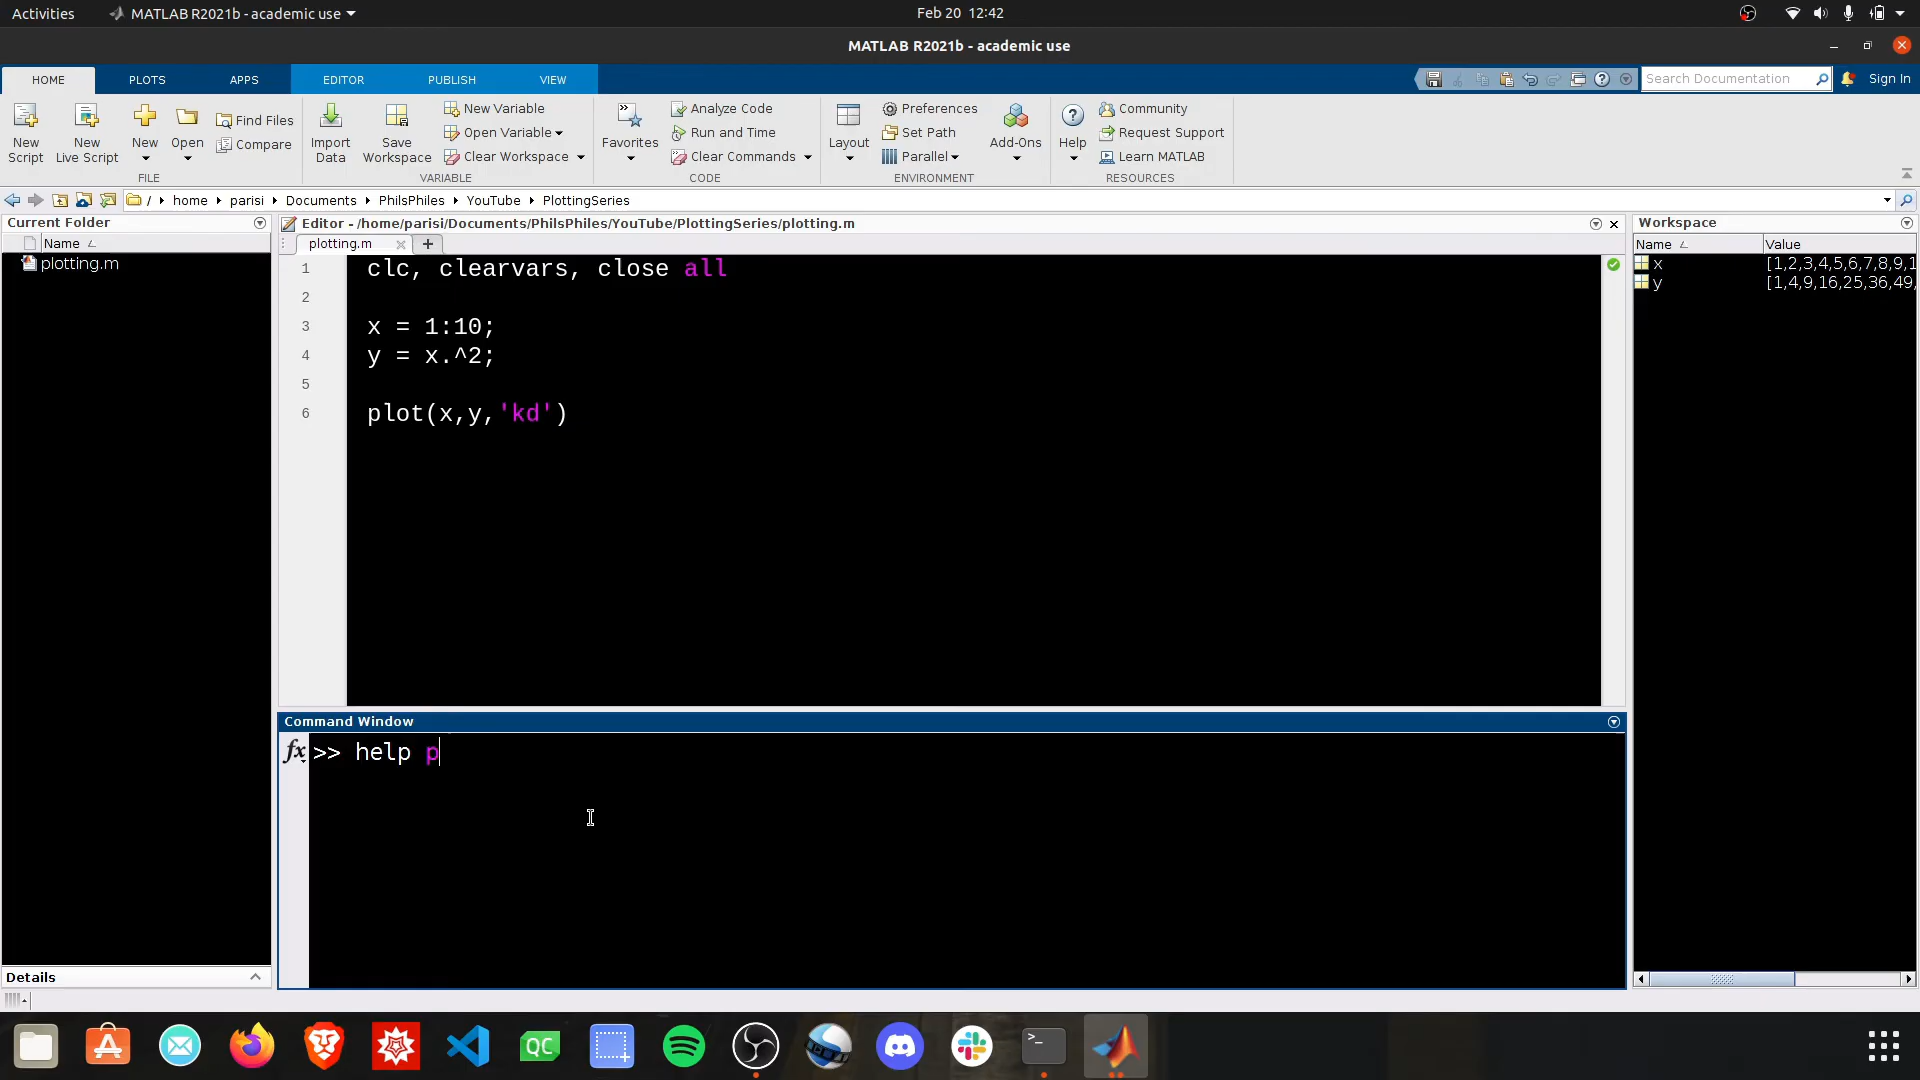 Activities
MATLAB R2021b - academic use
Feb 20 12:42
MATLAB R2021b - academic use
HOME
PLOTS
APPS
EDITOR
PUBLISH
VIEW
Search Documentation
Sign In
New Script
New Live Script
New
Open
Find Files
Compare
FILE
Import Data
Save Workspace
New Variable
Open Variable
Clear Workspace
VARIABLE
Favorites
Analyze Code
Run and Time
Clear Commands
CODE
Layout
Preferences
Set Path
Parallel
Add-Ons
ENVIRONMENT
Help
Community
Request Support
Learn MATLAB
RESOURCES
/ home parisi Documents PhilsPhiles YouTube PlottingSeries
Current Folder
Name
plotting.m
Details
Editor - /home/parisi/Documents/PhilsPhiles/YouTube/PlottingSeries/plotting.m
plotting.m
1 clc, clearvars, close all
2
3 x = 1:10;
4 y = x.^2;
5
6 plot(x,y,'kd')
Command Window
fx >> help p
Workspace
Name Value
x [1,2,3,4,5,6,7,8,9,1
y [1,4,9,16,25,36,49,
QC
>_